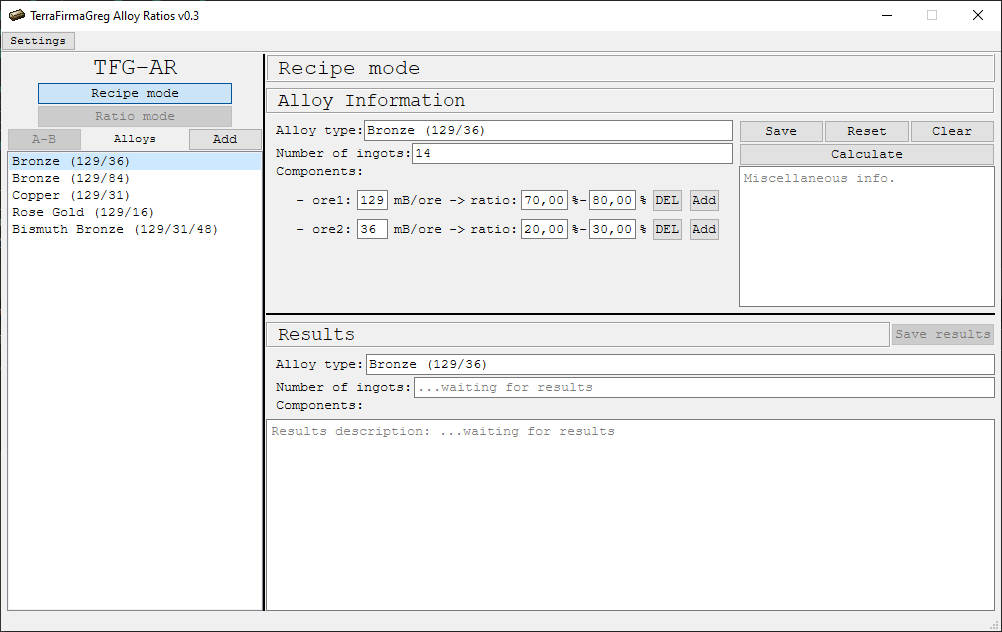 TerraFirmaGreg Alloy Ratios v0.3
Settings
TFG-AR
Recipe mode
Ratio mode
A-B Alloys Add
Bronze (129/36)
Bronze (129/84)
Copper (129/31)
Rose Gold (129/16)
Bismuth Bronze (129/31/48)
Recipe mode
Alloy Information
Alloy type: Bronze (129/36)
Number of ingots: 14
Components:
- ore1: 129 mB/ore -> ratio: 70,00 %- 80,00 % DEL Add
- ore2: 36 mB/ore -> ratio: 20,00 %- 30,00 % DEL Add
Save Reset Clear
Calculate
Miscellaneous info.
Results Save results
Alloy type: Bronze (129/36)
Number of ingots: ...waiting for results
Components:
Results description: ...waiting for results